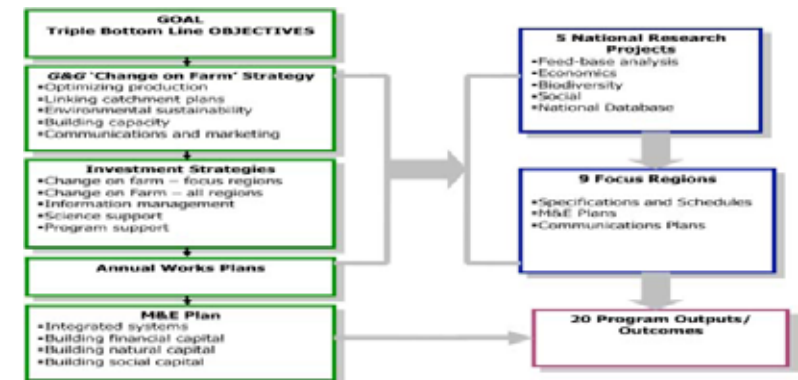 GOAL
Triple Bottom Line OBJECTIVES
G&G 'Change on Farm' Strategy
•Optimizing production
•Linking catchment plans
•Environmental sustainability
•Building capacity
•Communications and marketing
Investment Strategies
•Change on farm – focus regions
•Change on Farm – all regions
•Information management
•Science support
•Program support
Annual Works Plans
M&E Plan
•Integrated systems
•Building financial capital
•Building natural capital
•Building social capital
5 National Research
Projects
•Feed-base analysis
•Economics
•Biodiversity
•Social
•National Database
9 Focus Regions
•Specifications and Schedules
•M&E Plans
•Communications Plans
20 Program Outputs/
Outcomes